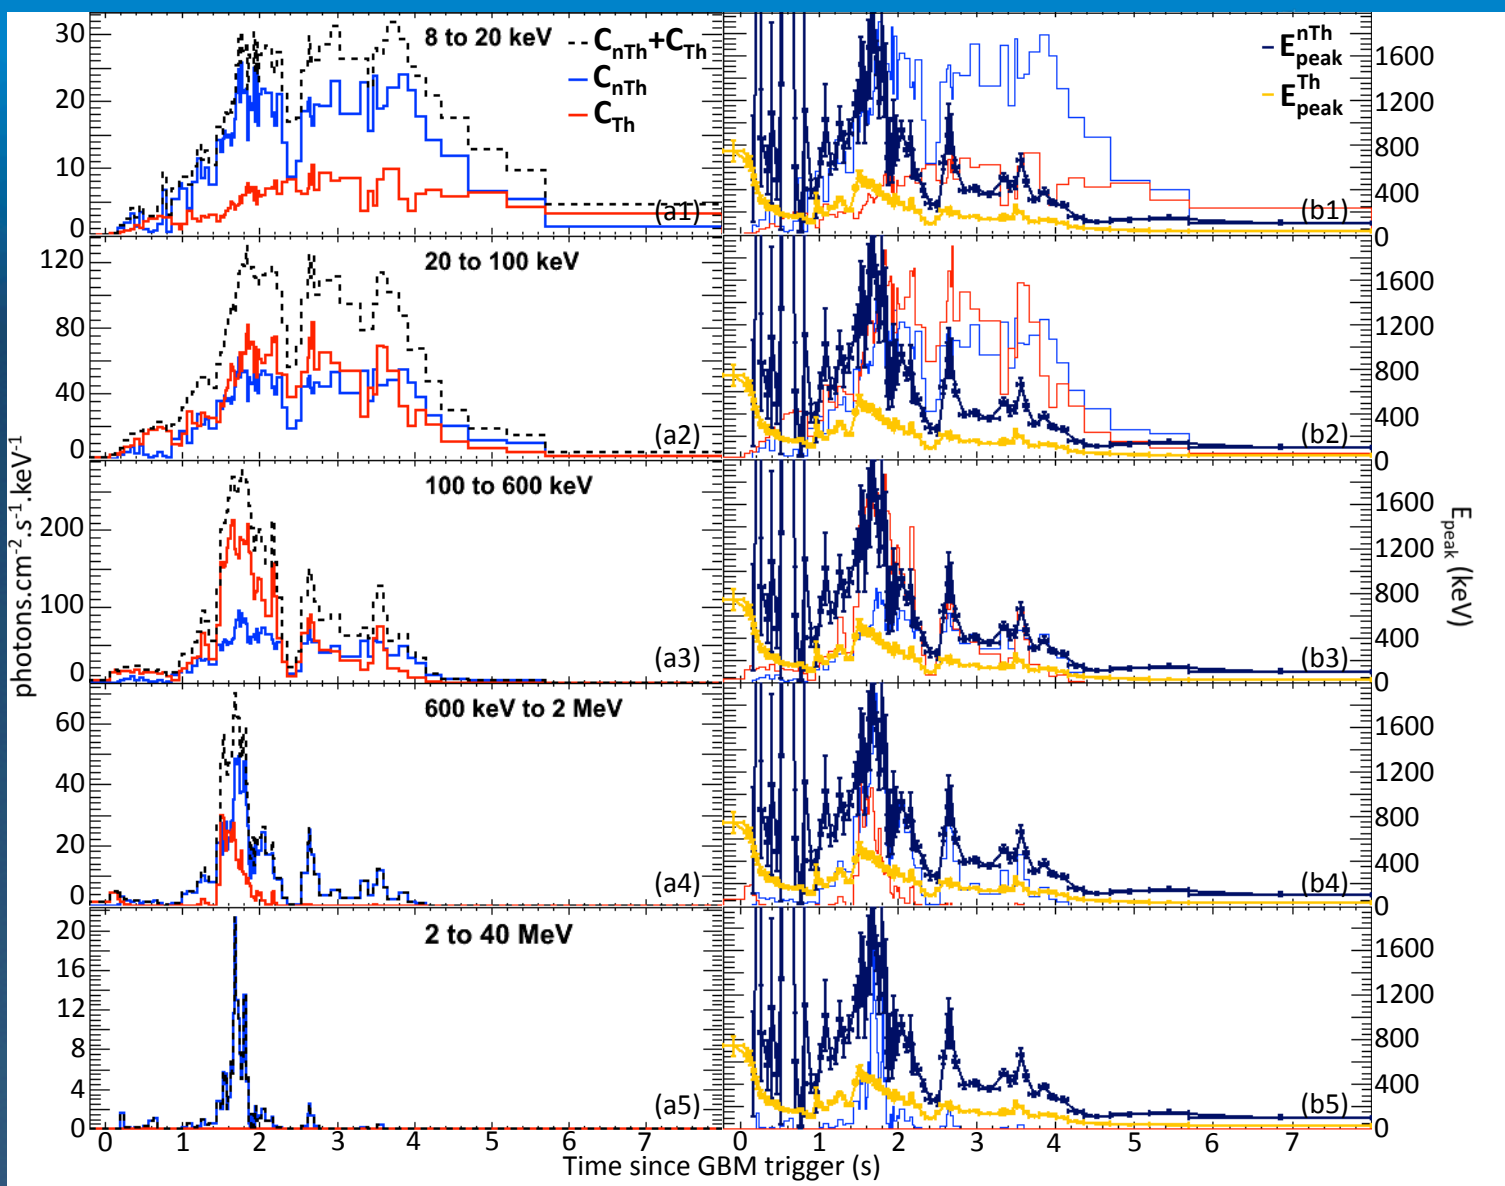 8 to 20 keV
C_nTh+C_Th
C_nTh
C_Th
30
20
10
0
(a1)
E^nTh_peak
E^Th_peak
1600
1200
800
400
0
(b1)
20 to 100 keV
120
80
40
0
(a2)
1600
1200
800
400
0
(b2)
100 to 600 keV
200
100
0
(a3)
1600
1200
800
400
0
(b3)
600 keV to 2 MeV
60
40
20
0
(a4)
1600
1200
800
400
0
(b4)
2 to 40 MeV
20
16
12
8
4
0
(a5)
1600
1200
800
400
0
(b5)
photons.cm⁻².s⁻¹.keV⁻¹
E_peak (keV)
0 1 2 3 4 5 6 7
0 1 2 3 4 5 6 7
Time since GBM trigger (s)